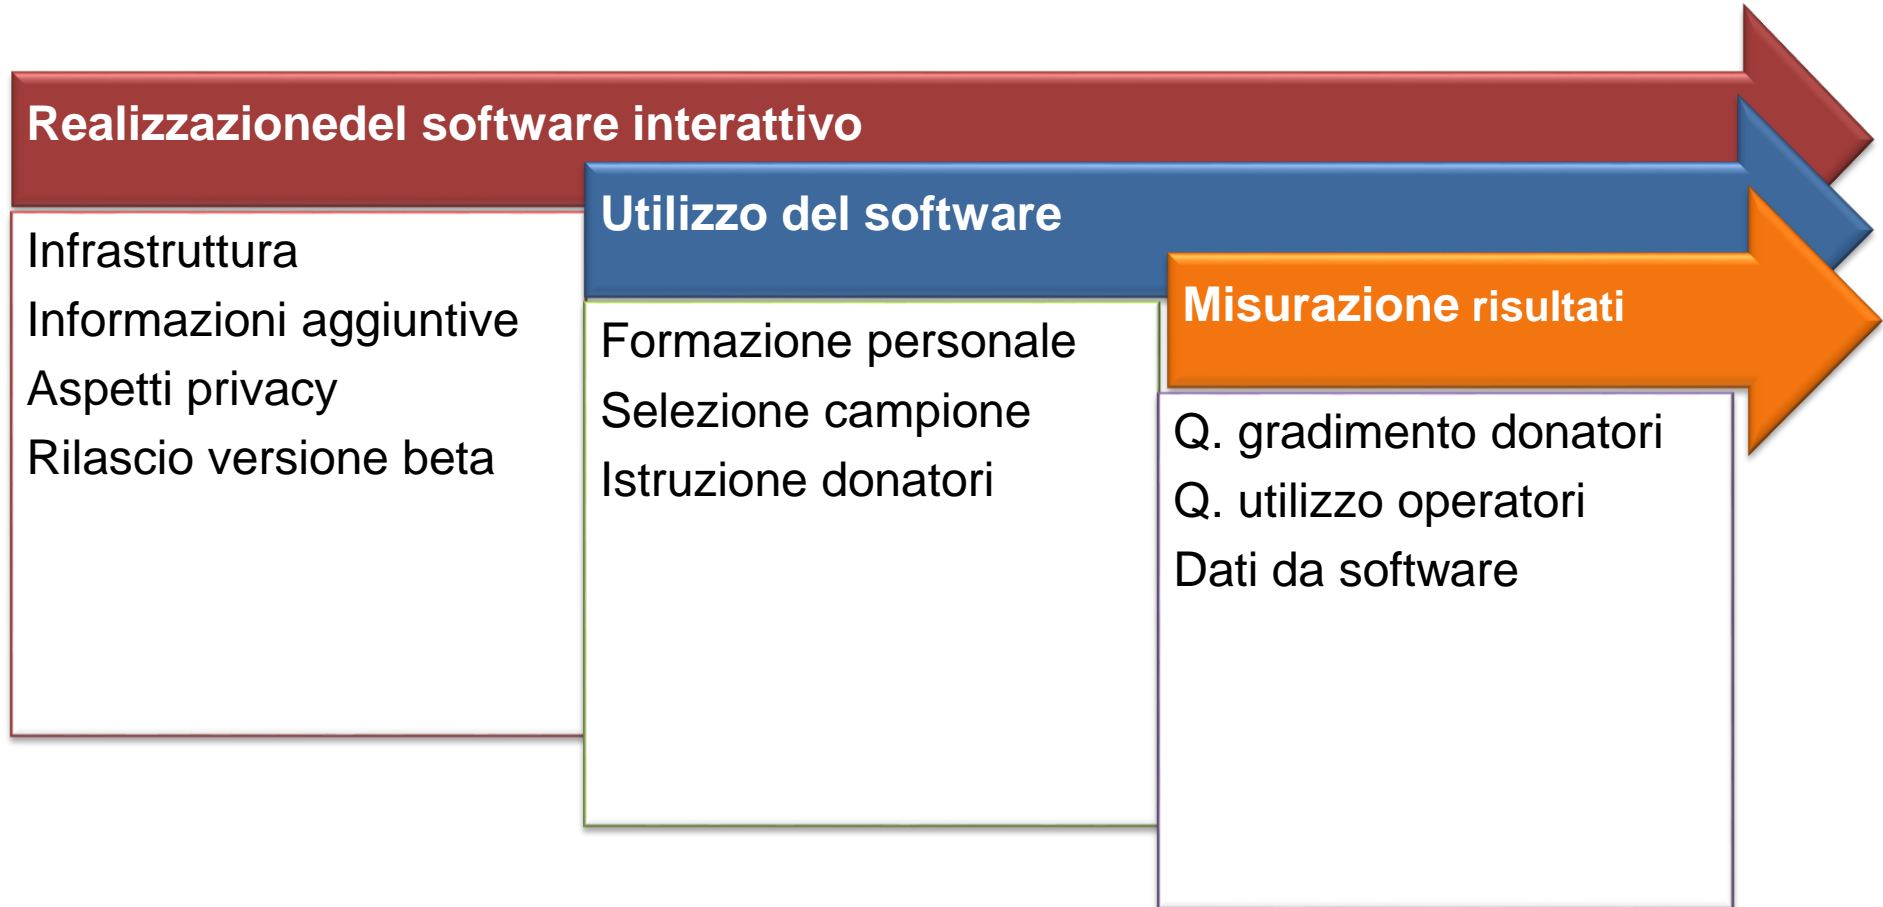 Realizzazionedel software interattivo
Infrastruttura
Informazioni aggiuntive
Aspetti privacy
Rilascio versione beta
Utilizzo del software
Formazione personale
Selezione campione
Istruzione donatori
Misurazione risultati
Q. gradimento donatori
Q. utilizzo operatori
Dati da software